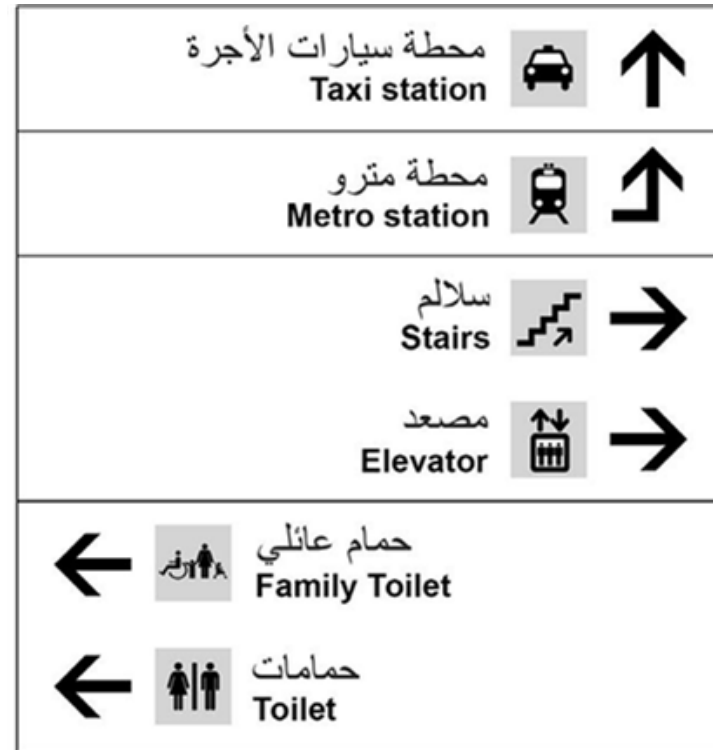 محطة سيارات الأجرة
Taxi station
محطة مترو
Metro station
سلالم
Stairs
مصعد
Elevator
حمام عائلي
Family Toilet
حمامات
Toilet